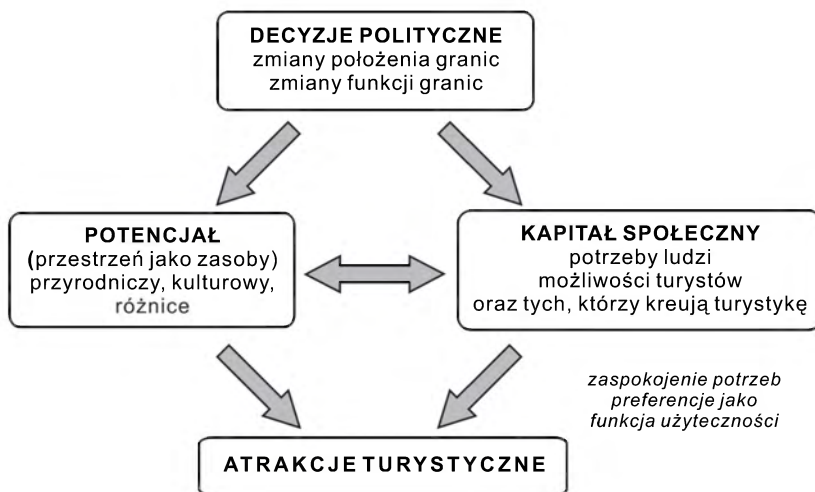 DECYZJE POLITYCZNE
zmiany położenia granic
zmiany funkcji granic
POTENCJAŁ
(przestrzeń jako zasoby)
przyrodniczy, kulturowy,
różnice
KAPITAŁ SPOŁECZNY
potrzeby ludzi
możliwości turystów
oraz tych, którzy kreują turystykę
zaspokojenie potrzeb
preferencje jako
funkcja użyteczności
ATRAKCJE TURYSTYCZNE